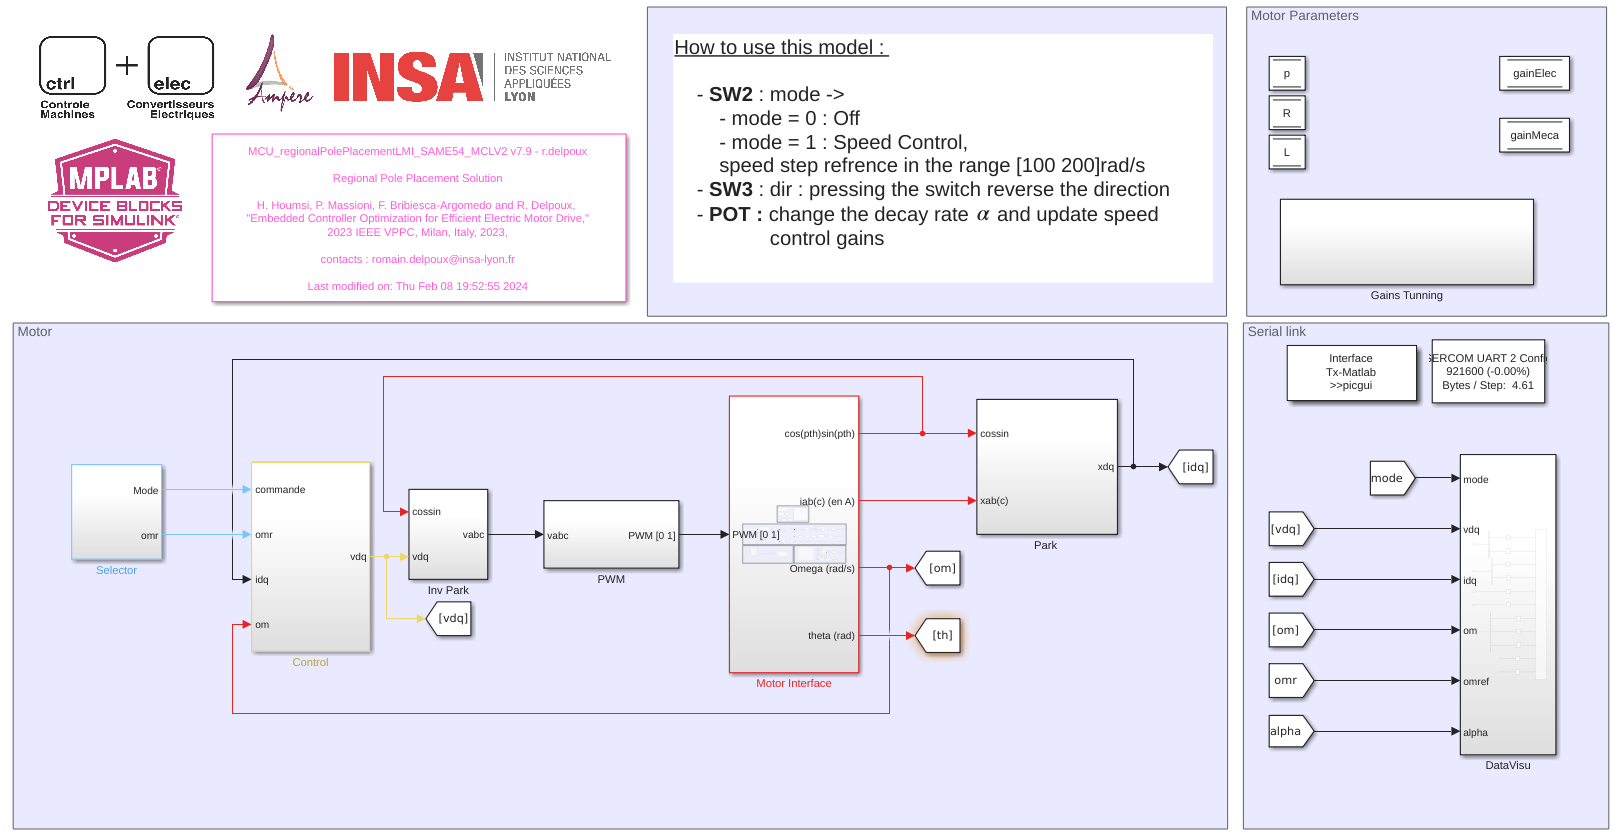 ctrl
elec
Controle
Machines
Convertisseurs
Electriques
Ampère
INSA
INSTITUT NATIONAL
DES SCIENCES
APPLIQUÉES
LYON
MPLAB
DEVICE BLOCKS
FOR SIMULINK
MCU_regionalPolePlacementLMI_SAME54_MCLV2 v7.9 - r.delpoux
Regional Pole Placement Solution
H. Houmsi, P. Massioni, F. Bribiesca-Argomedo and R. Delpoux,
"Embedded Controller Optimization for Efficient Electric Motor Drive,"
2023 IEEE VPPC, Milan, Italy, 2023,
contacts : romain.delpoux@insa-lyon.fr
Last modified on: Thu Feb 08 19:52:55 2024
How to use this model :
- SW2 : mode ->
- mode = 0 : Off
- mode = 1 : Speed Control,
speed step refrence in the range [100 200]rad/s
- SW3 : dir : pressing the switch reverse the direction
- POT : change the decay rate α and update speed
control gains
Motor Parameters
p
R
L
gainElec
gainMeca
Gains Tunning
Motor
Mode
omr
Selector
commande
omr
idq
om
vdq
Control
cossin
vdq
vabc
Inv Park
[vdq]
vabc
PWM [0 1]
PWM
PWM [0 1]
cos(pth)sin(pth)
iab(c) (en A)
Omega (rad/s)
theta (rad)
Motor Interface
[om]
[th]
cossin
xab(c)
xdq
Park
[idq]
Serial link
Interface
Tx-Matlab
>>picgui
SERCOM UART 2 Confi
921600 (-0.00%)
Bytes / Step: 4.61
mode
[vdq]
[idq]
[om]
omr
alpha
mode
vdq
idq
om
omref
alpha
DataVisu